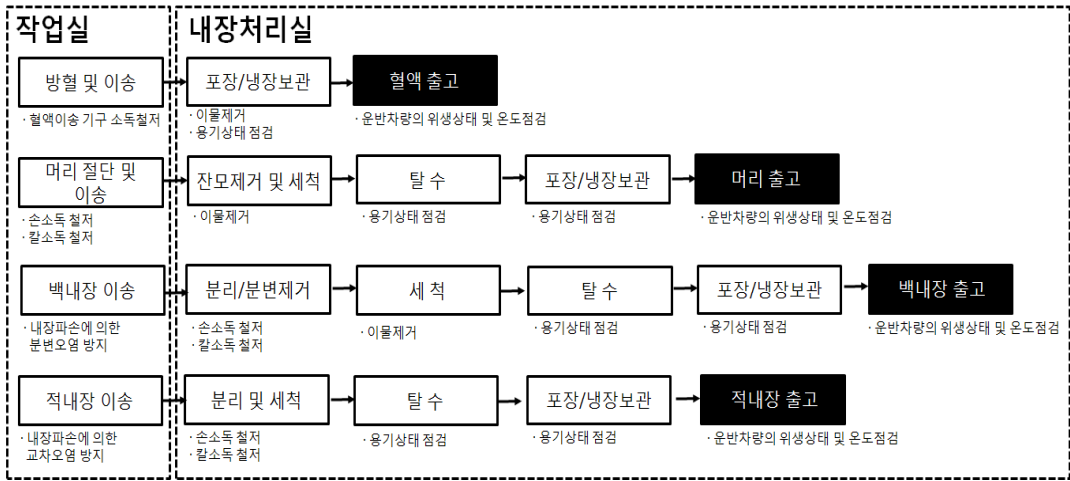 작업실
내장처리실
방혈 및 이송
포장/냉장보관
혈액 출고
· 혈액이송 기구 소독철저
· 이물제거
· 용기상태 점검
· 운반차량의 위생상태 및 온도점검
머리 절단 및
이송
잔모제거 및 세척
탈 수
포장/냉장보관
머리 출고
· 손소독 철저
· 칼소독 철저
· 이물제거
· 용기상태 점검
· 용기상태 점검
· 운반차량의 위생상태 및 온도점검
백내장 이송
분리/분변제거
세 척
탈 수
포장/냉장보관
백내장 출고
· 내장파손에 의한
분변오염 방지
· 손소독 철저
· 칼소독 철저
· 이물제거
· 용기상태 점검
· 용기상태 점검
· 운반차량의 위생상태 및 온도점검
적내장 이송
분리 및 세척
탈 수
포장/냉장보관
적내장 출고
· 내장파손에 의한
교차오염 방지
· 손소독 철저
· 칼소독 철저
· 용기상태 점검
· 용기상태 점검
· 운반차량의 위생상태 및 온도점검